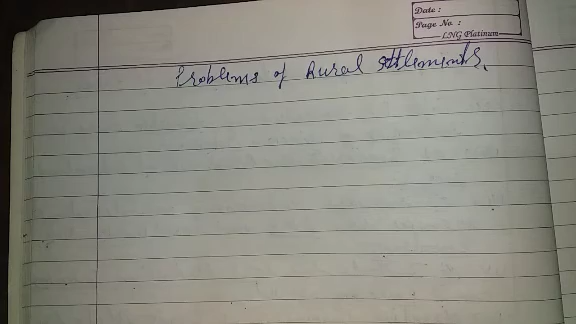 Date :
Page No. :
LNG Platinum
Problems of Rural settlements.